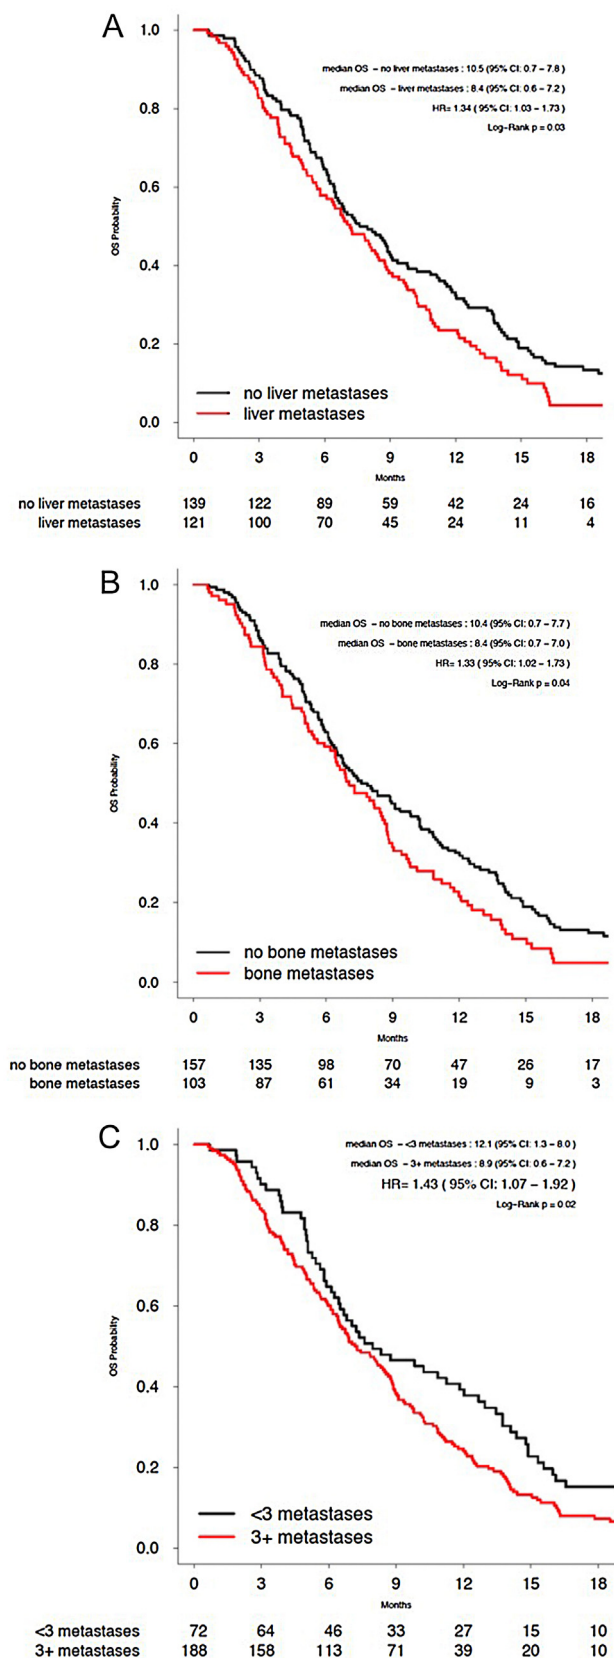 A
1.0
median OS – no liver metastases : 10.5 (95% CI: 0.7 – 7.8 )
median OS – liver metastases : 8.4 (95% CI: 0.6 – 7.2 )
0.8
HR= 1.34 ( 95% CI: 1.03 – 1.73 )
Log–Rank p = 0.03
0.6
OS Probability
0.4
0.2
no liver metastases
liver metastases
0.0
0 3 6 9 12 15 18
Months
no liver metastases 139 122 89 59 42 24 16
liver metastases 121 100 70 45 24 11 4
B
1.0
median OS – no bone metastases : 10.4 (95% CI: 0.7 – 7.7 )
median OS – bone metastases : 8.4 (95% CI: 0.7 – 7.0 )
0.8
HR= 1.33 ( 95% CI: 1.02 – 1.73 )
Log–Rank p = 0.04
0.6
OS Probability
0.4
0.2
no bone metastases
bone metastases
0.0
0 3 6 9 12 15 18
Months
no bone metastases 157 135 98 70 47 26 17
bone metastases 103 87 61 34 19 9 3
C
1.0
median OS – <3 metastases : 12.1 (95% CI: 1.3 – 8.0 )
median OS – 3+ metastases : 8.9 (95% CI: 0.6 – 7.2 )
HR= 1.43 ( 95% CI: 1.07 – 1.92 )
Log–Rank p = 0.02
0.8
0.6
OS Probability
0.4
0.2
<3 metastases
3+ metastases
0.0
0 3 6 9 12 15 18
Months
<3 metastases 72 64 46 33 27 15 10
3+ metastases 188 158 113 71 39 20 10